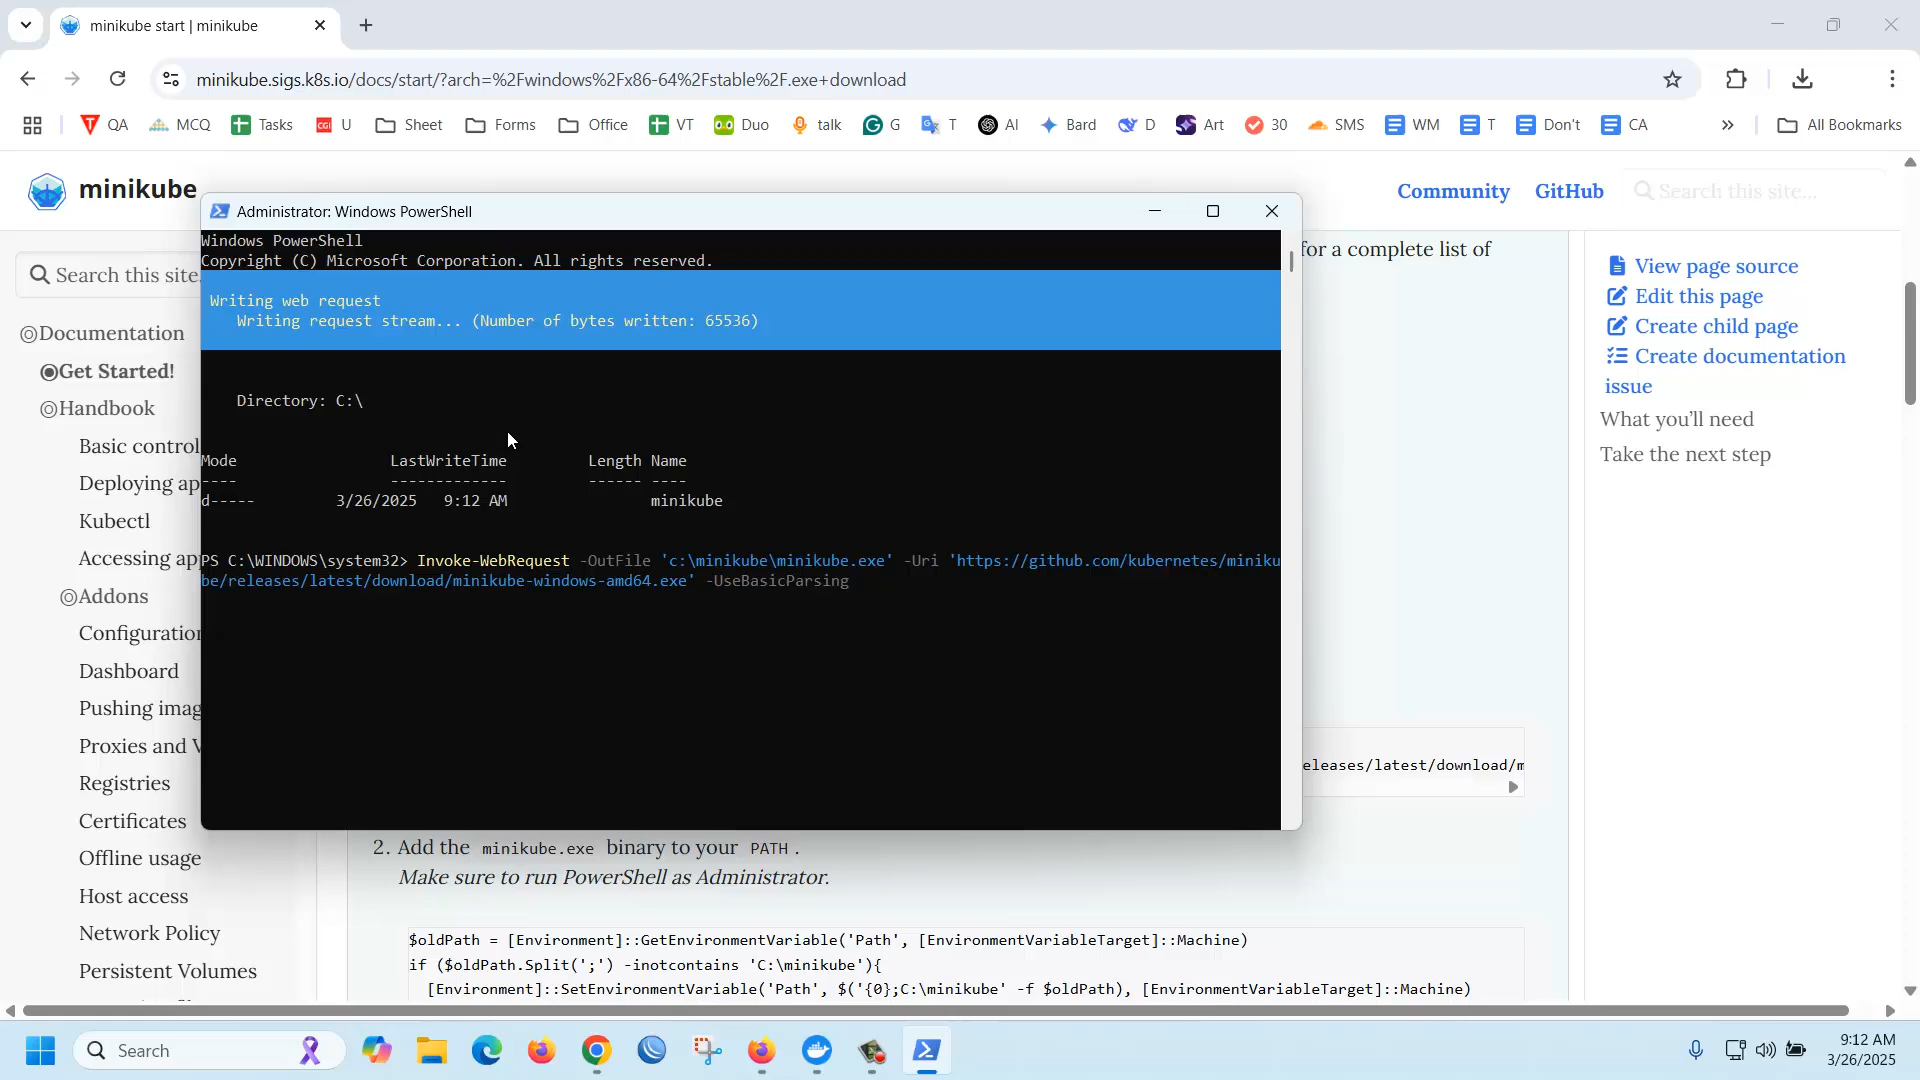 minikube start | minikube
minikube.sigs.k8s.io/docs/start/?arch=%2Fwindows%2Fx86-64%2Fstable%2F.exe+download
QA
MCQ
Tasks
CGI U
Sheet
Forms
Office
VT
Duo
talk
G
T
AI
Bard
D
Art
30
SMS
WM
T
Don't
CA
All Bookmarks
minikube
Community
GitHub
Search this site...
Administrator: Windows PowerShell
Windows PowerShell
Copyright (C) Microsoft Corporation. All rights reserved.
Writing web request
Writing request stream... (Number of bytes written: 65536)
Directory: C:\
Mode LastWriteTime Length Name
---- ------------- ------ ----
d----- 3/26/2025 9:12 AM minikube
PS C:\WINDOWS\system32> Invoke-WebRequest -OutFile 'c:\minikube\minikube.exe' -Uri 'https://github.com/kubernetes/miniku
be/releases/latest/download/minikube-windows-amd64.exe' -UseBasicParsing
Search this site
Documentation
Get Started!
Handbook
Basic control
Deploying ap
Kubectl
Accessing ap
Addons
Configuration
Dashboard
Pushing imag
Proxies and V
Registries
Certificates
Offline usage
Host access
Network Policy
Persistent Volumes
for a complete list of
eleases/latest/download/m
2. Add the minikube.exe binary to your PATH.
Make sure to run PowerShell as Administrator.
$oldPath = [Environment]::GetEnvironmentVariable('Path', [EnvironmentVariableTarget]::Machine)
if ($oldPath.Split(';') -inotcontains 'C:\minikube'){
[Environment]::SetEnvironmentVariable('Path', $('{0};C:\minikube' -f $oldPath), [EnvironmentVariableTarget]::Machine)
View page source
Edit this page
Create child page
Create documentation
issue
What you’ll need
Take the next step
Search
9:12 AM
3/26/2025